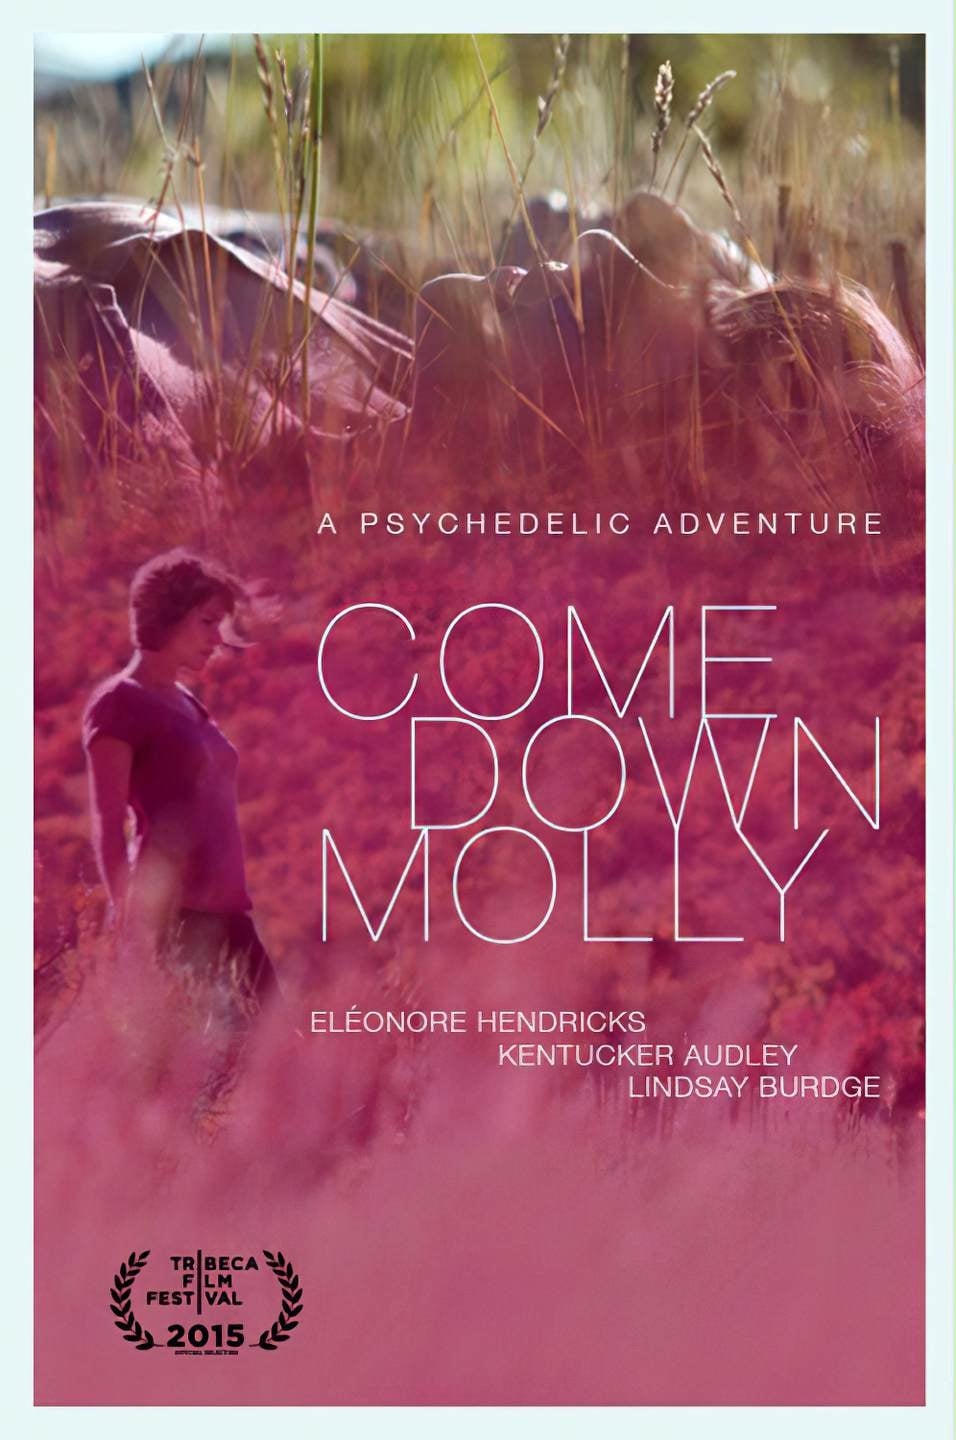 A PSYCHEDELIC ADVENTURE
COME
DOWN
MOLLY
ELÉONORE HENDRICKS
KENTUCKER AUDLEY
LINDSAY BURDGE
TRIBECA
FILM
FESTIVAL
2015